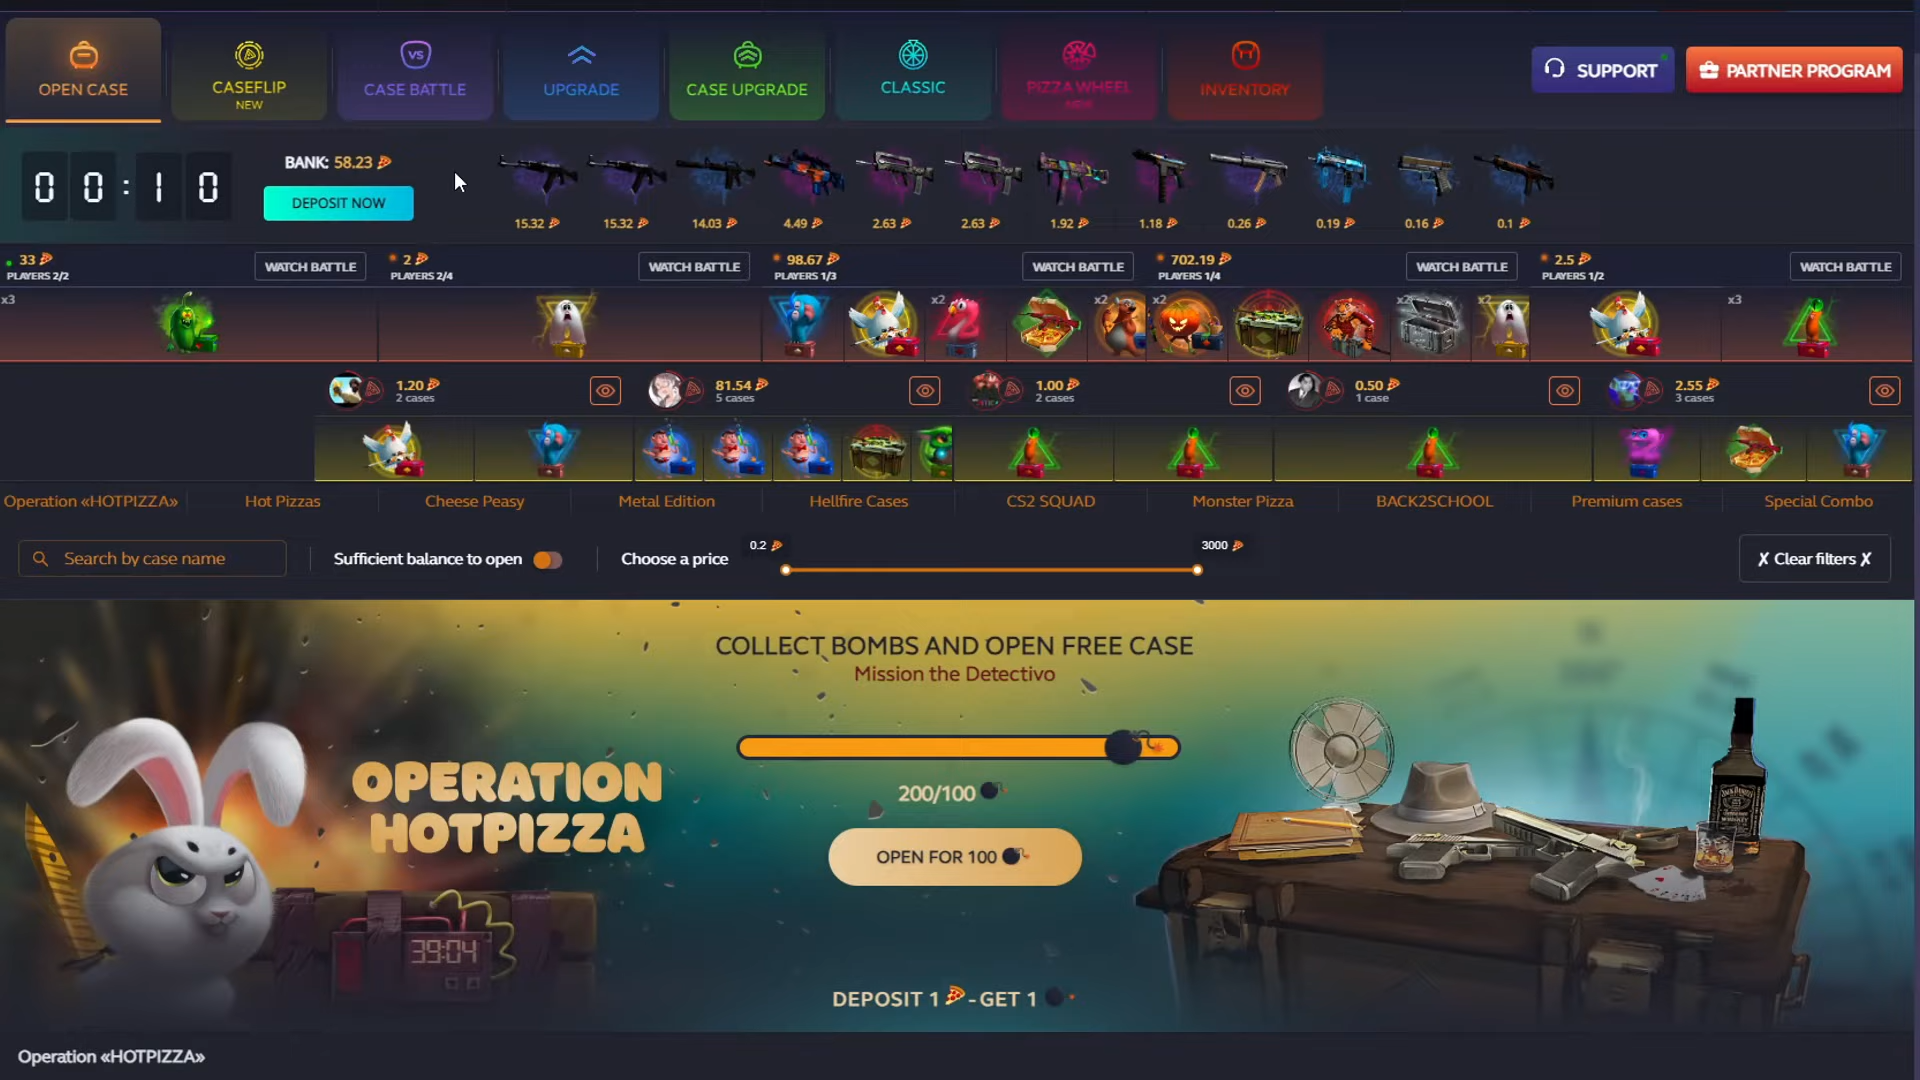 OPEN CASE
CASEFLIP
NEW
VS
CASE BATTLE
UPGRADE
CASE UPGRADE
CLASSIC
PIZZA WHEEL
NEW
INVENTORY
SUPPORT
PARTNER PROGRAM
00:10
BANK: 58.23
DEPOSIT NOW
15.32
15.32
14.03
4.49
2.63
2.63
1.92
1.18
0.26
0.19
0.16
0.1
33
PLAYERS 2/2
WATCH BATTLE
2
PLAYERS 2/4
WATCH BATTLE
98.67
PLAYERS 1/3
WATCH BATTLE
702.19
PLAYERS 1/4
WATCH BATTLE
2.5
PLAYERS 1/2
WATCH BATTLE
x3
x2
x2
x2
x2
x2
x3
1.20
2 cases
81.54
5 cases
1.00
2 cases
0.50
1 case
2.55
3 cases
Operation «HOTPIZZA»
Hot Pizzas
Cheese Peasy
Metal Edition
Hellfire Cases
CS2 SQUAD
Monster Pizza
BACK2SCHOOL
Premium cases
Special Combo
Search by case name
Sufficient balance to open
Choose a price
0.2
3000
✗ Clear filters ✗
COLLECT BOMBS AND OPEN FREE CASE
Mission the Detectivo
OPERATION
HOTPIZZA
200/100
OPEN FOR 100
39:04
DEPOSIT 1 - GET 1
Operation «HOTPIZZA»